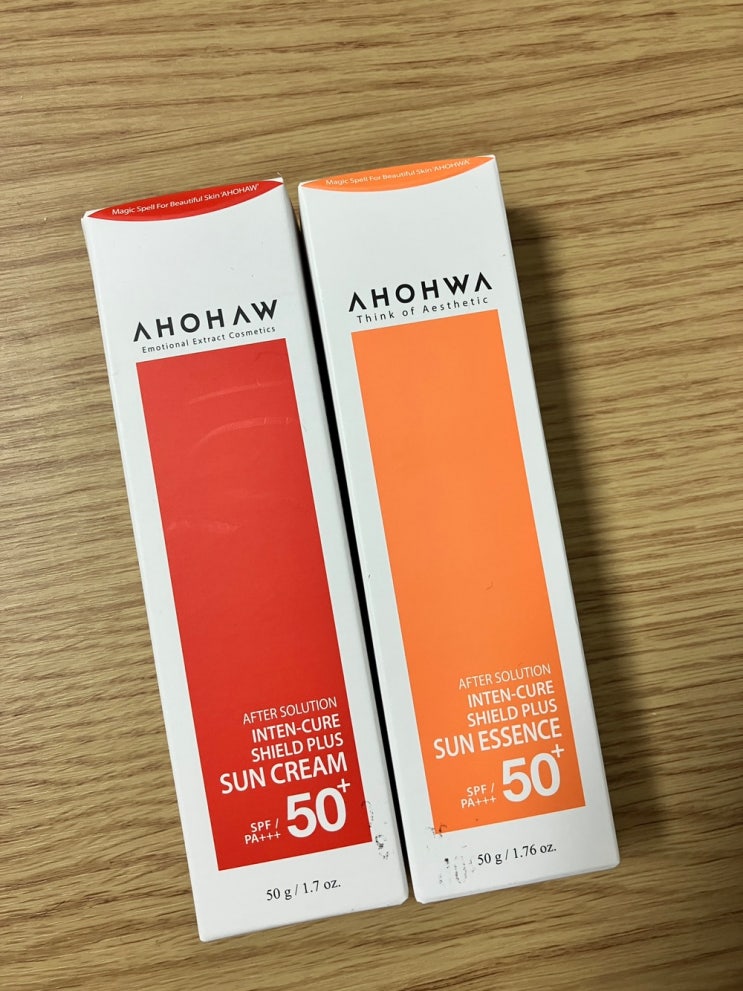 Magic Spell For Beautiful Skin 'AHOHAW'
AHOHAW
Emotional Extract Cosmetics
AFTER SOLUTION
INTEN-CURE
SHIELD PLUS
SUN CREAM
SPF /
PA+++
50+
50 g / 1.7 oz.
Magic Spell For Beautiful Skin 'AHOHWA'
AHOHWA
Think of Aesthetic
AFTER SOLUTION
INTEN-CURE
SHIELD PLUS
SUN ESSENCE
SPF /
PA+++
50+
50 g / 1.76 oz.